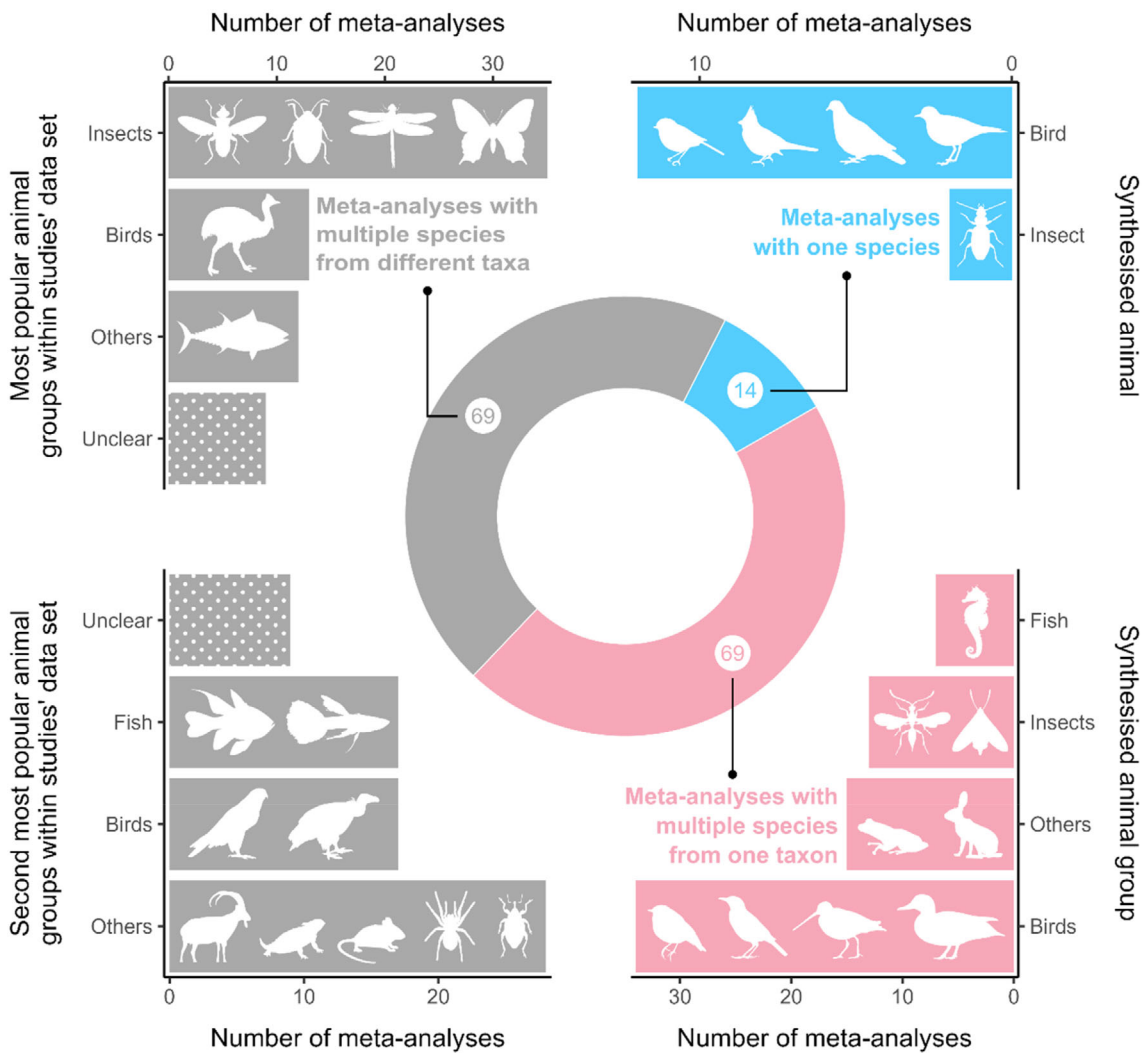 Number of meta-analyses
0 10 20 30
Most popular animal
groups within studies' data set
Insects
Birds
Others
Unclear
Meta-analyses with
multiple species
from different taxa
Number of meta-analyses
10 0
Synthesised animal
Bird
Insect
Meta-analyses
with one species
69
14
69
Second most popular animal
groups within studies' data set
Unclear
Fish
Birds
Others
0 10 20
Number of meta-analyses
Meta-analyses with
multiple species
from one taxon
Synthesised animal group
Fish
Insects
Others
Birds
30 20 10 0
Number of meta-analyses